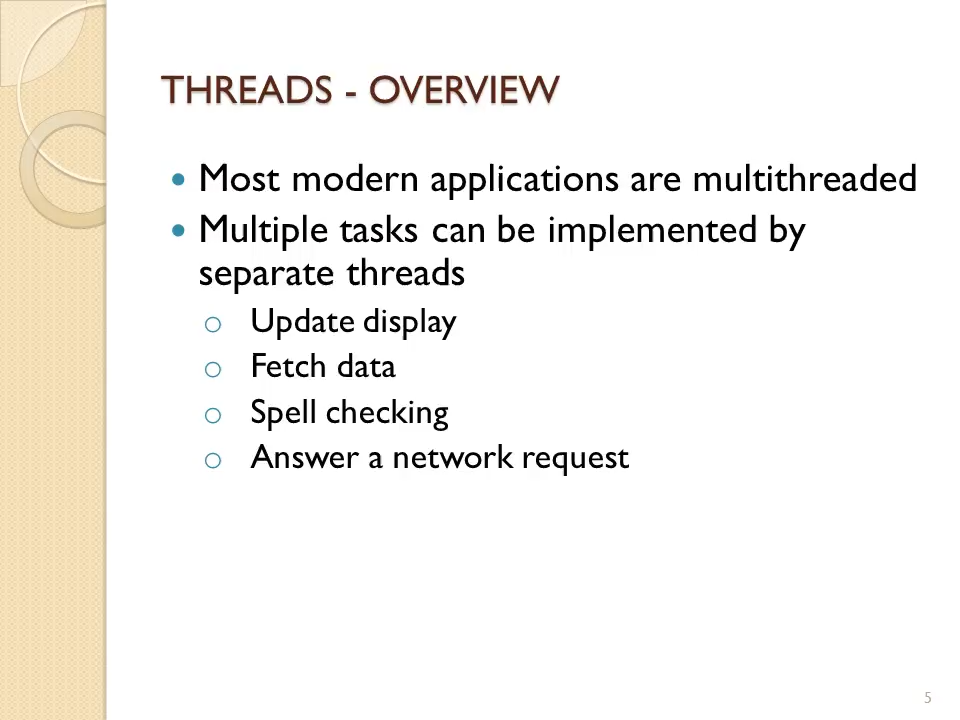 THREADS - OVERVIEW
• Most modern applications are multithreaded
• Multiple tasks can be implemented by
separate threads
o Update display
o Fetch data
o Spell checking
o Answer a network request
5